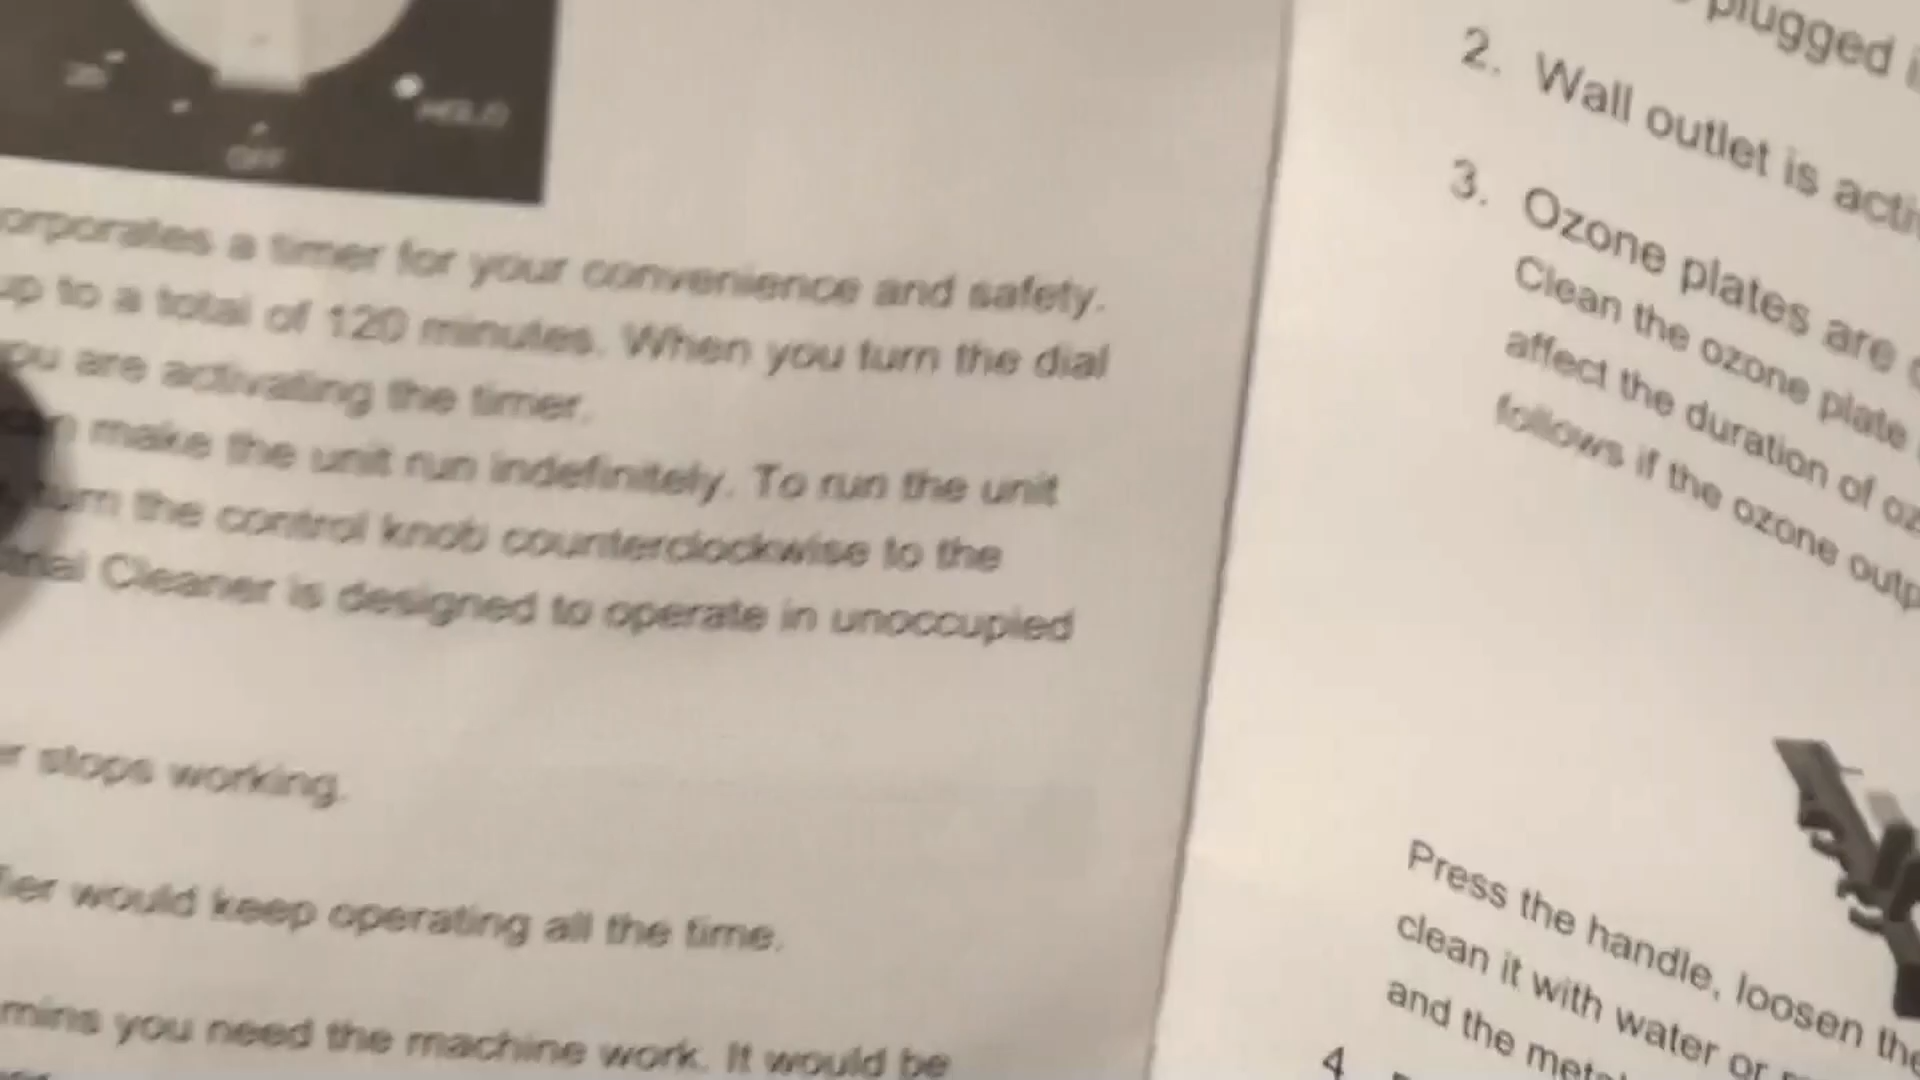 HOLD
OFF
orporates a timer for your convenience and safety.
up to a total of 120 minutes. When you turn the dial
ou are activating the timer.
make the unit run indefinitely. To run the unit
turn the control knob counterclockwise to the
Cleaner is designed to operate in unoccupied
r stops working.
ier would keep operating all the time.
mins you need the machine work. It would be
plugged i
2. Wall outlet is acti
3. Ozone plates are
Clean the ozone plate
affect the duration of oz
follows if the ozone outp
Press the handle, loosen the
clean it with water or
and the meta
4